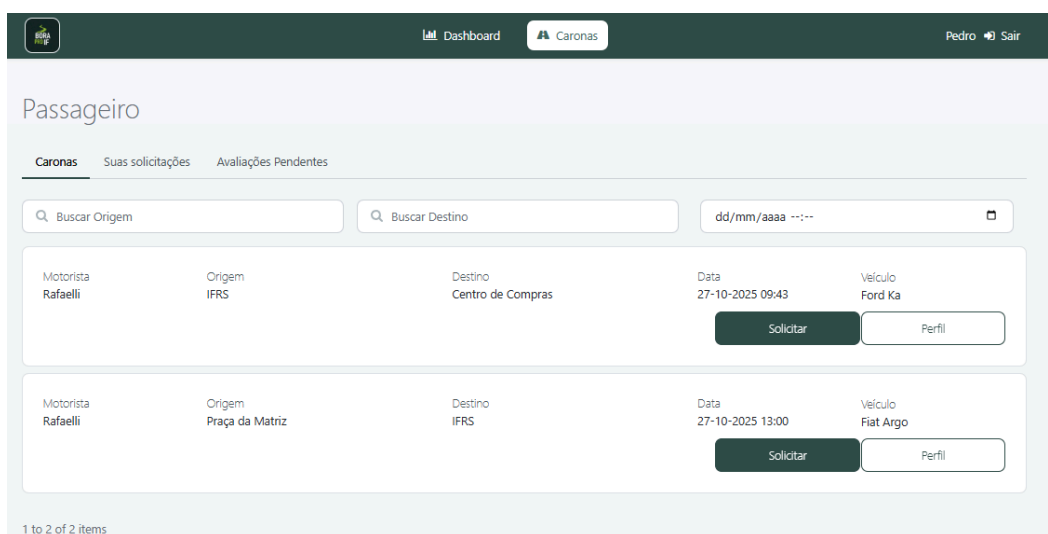 BORA
PRO IF
Dashboard
Caronas
Pedro
Sair
Passageiro
Caronas
Suas solicitações
Avaliações Pendentes
Buscar Origem
Buscar Destino
dd/mm/aaaa --:--
Motorista
Origem
Destino
Data
Veículo
Rafaelli
IFRS
Centro de Compras
27-10-2025 09:43
Ford Ka
Solicitar
Perfil
Motorista
Origem
Destino
Data
Veículo
Rafaelli
Praça da Matriz
IFRS
27-10-2025 13:00
Fiat Argo
Solicitar
Perfil
1 to 2 of 2 items